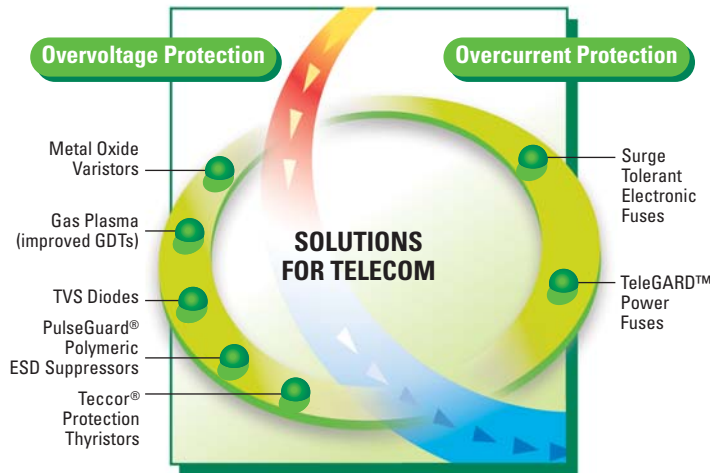 Overvoltage Protection
Overcurrent Protection
Metal Oxide
Varistors
Gas Plasma
(improved GDTs)
TVS Diodes
PulseGuard®
Polymeric
ESD Suppressors
Teccor®
Protection
Thyristors
SOLUTIONS
FOR TELECOM
Surge
Tolerant
Electronic
Fuses
TeleGARD™
Power
Fuses